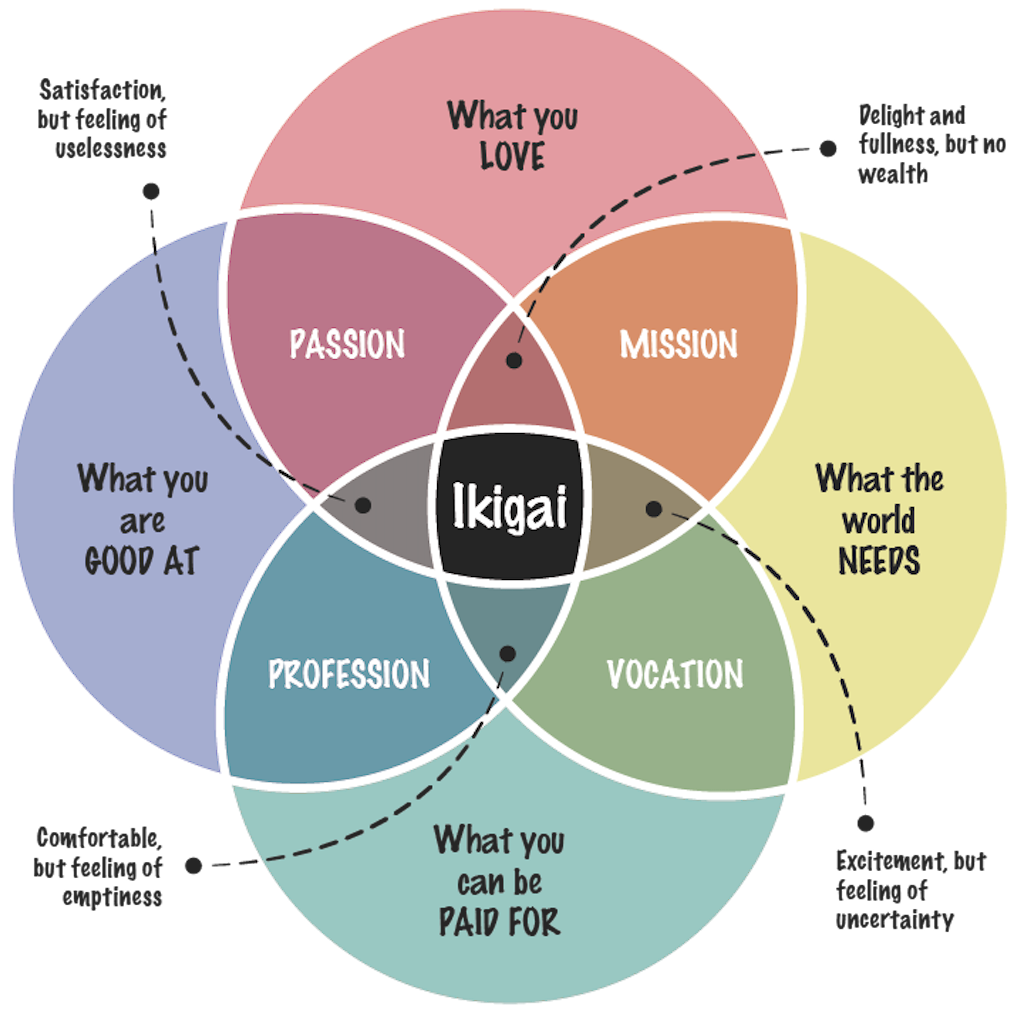 Satisfaction,
but feeling of
uselessness
What you
LOVE
Delight and
fullness, but no
wealth
PASSION
MISSION
What you
are
GOOD AT
Ikigai
What the
world
NEEDS
PROFESSION
VOCATION
Comfortable,
but feeling of
emptiness
What you
can be
PAID FOR
Excitement, but
feeling of
uncertainty